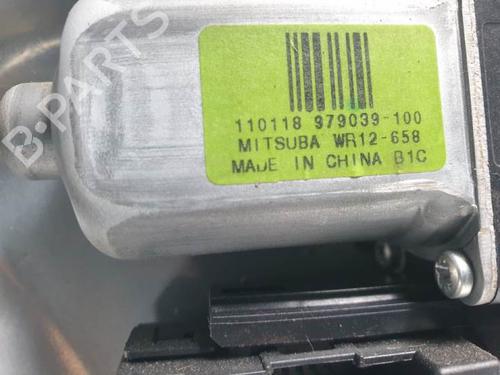 B-PARTS
110118 979039-100
MITSUBA WR12-658
MADE IN CHINA B1C